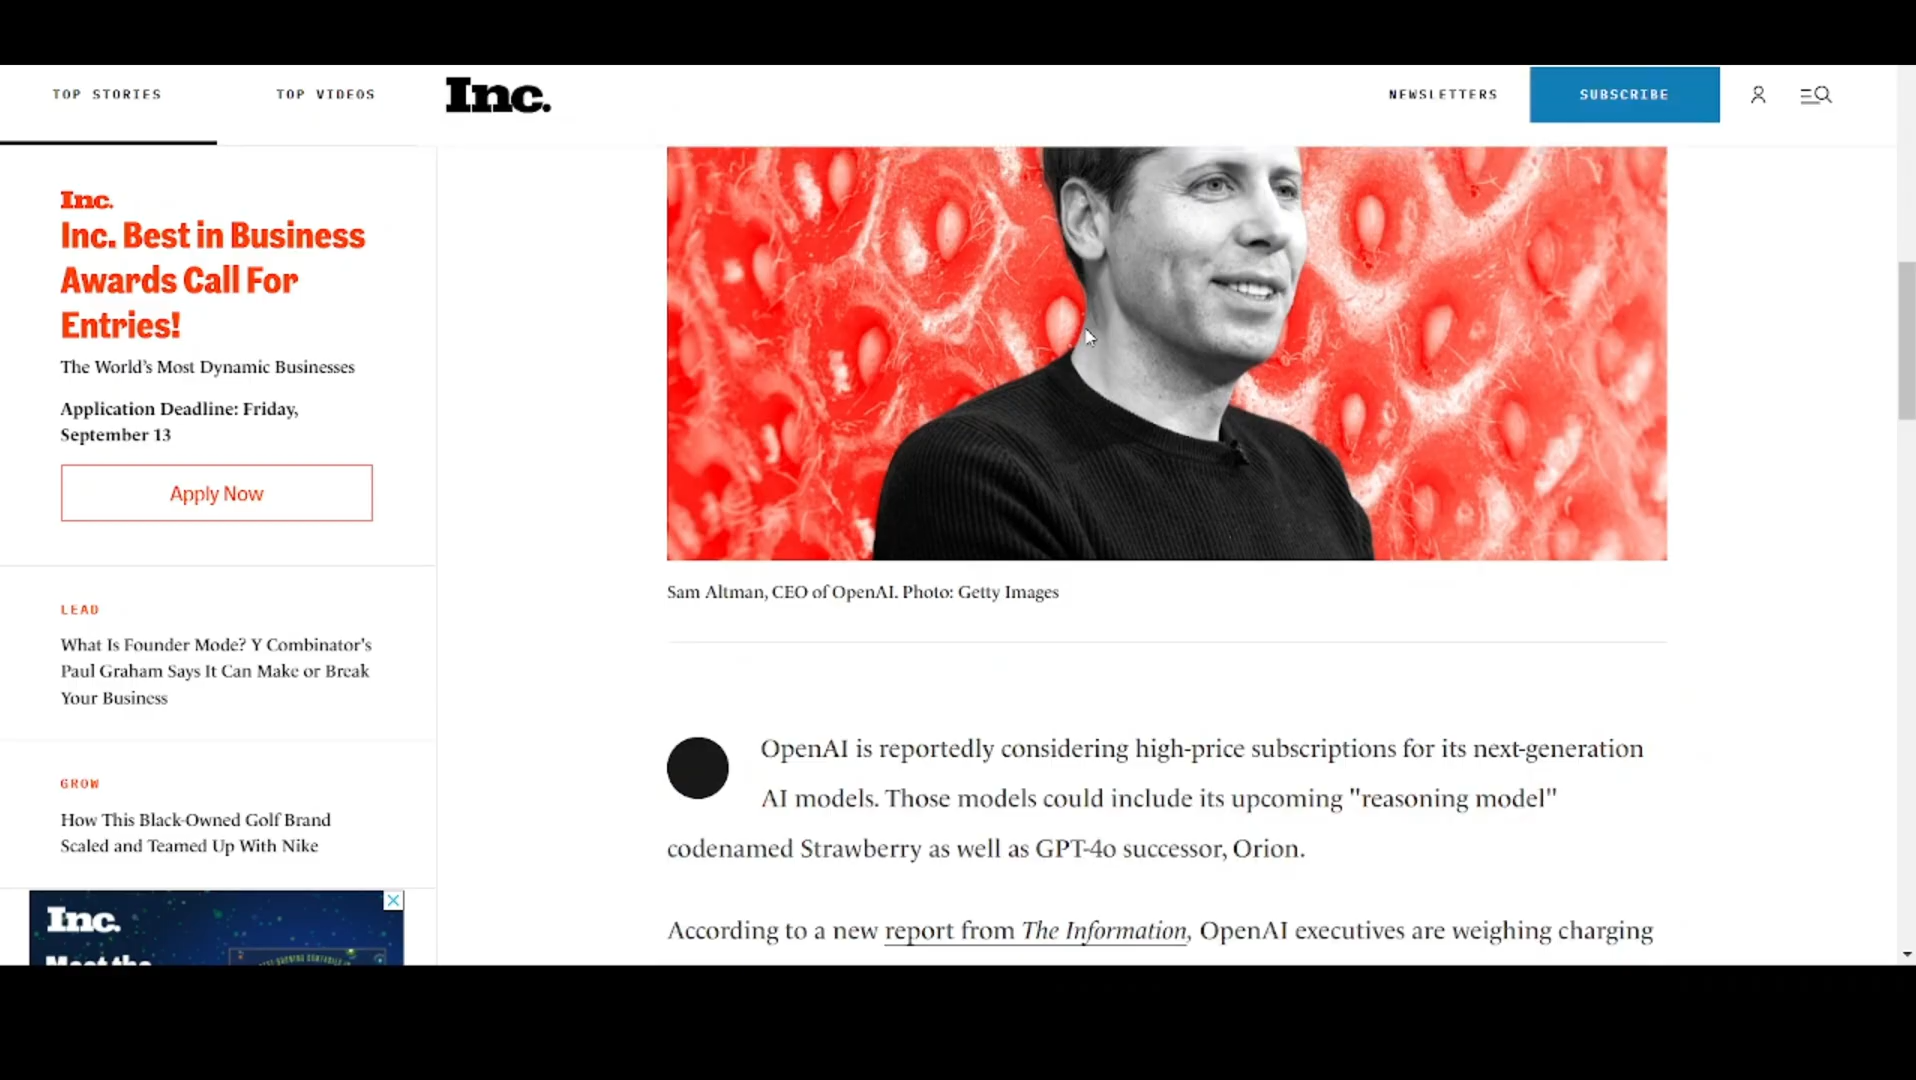 TOP STORIES
TOP VIDEOS
Inc.
NEWSLETTERS
SUBSCRIBE
Inc.
Inc. Best in Business
Awards Call For
Entries!
The World's Most Dynamic Businesses
Application Deadline: Friday,
September 13
Apply Now
LEAD
What Is Founder Mode? Y Combinator's
Paul Graham Says It Can Make or Break
Your Business
GROW
How This Black-Owned Golf Brand
Scaled and Teamed Up With Nike
Inc.
Meet the
Sam Altman, CEO of OpenAI. Photo: Getty Images
OpenAI is reportedly considering high-price subscriptions for its next-generation
AI models. Those models could include its upcoming "reasoning model"
codenamed Strawberry as well as GPT-4o successor, Orion.
According to a new report from The Information, OpenAI executives are weighing charging